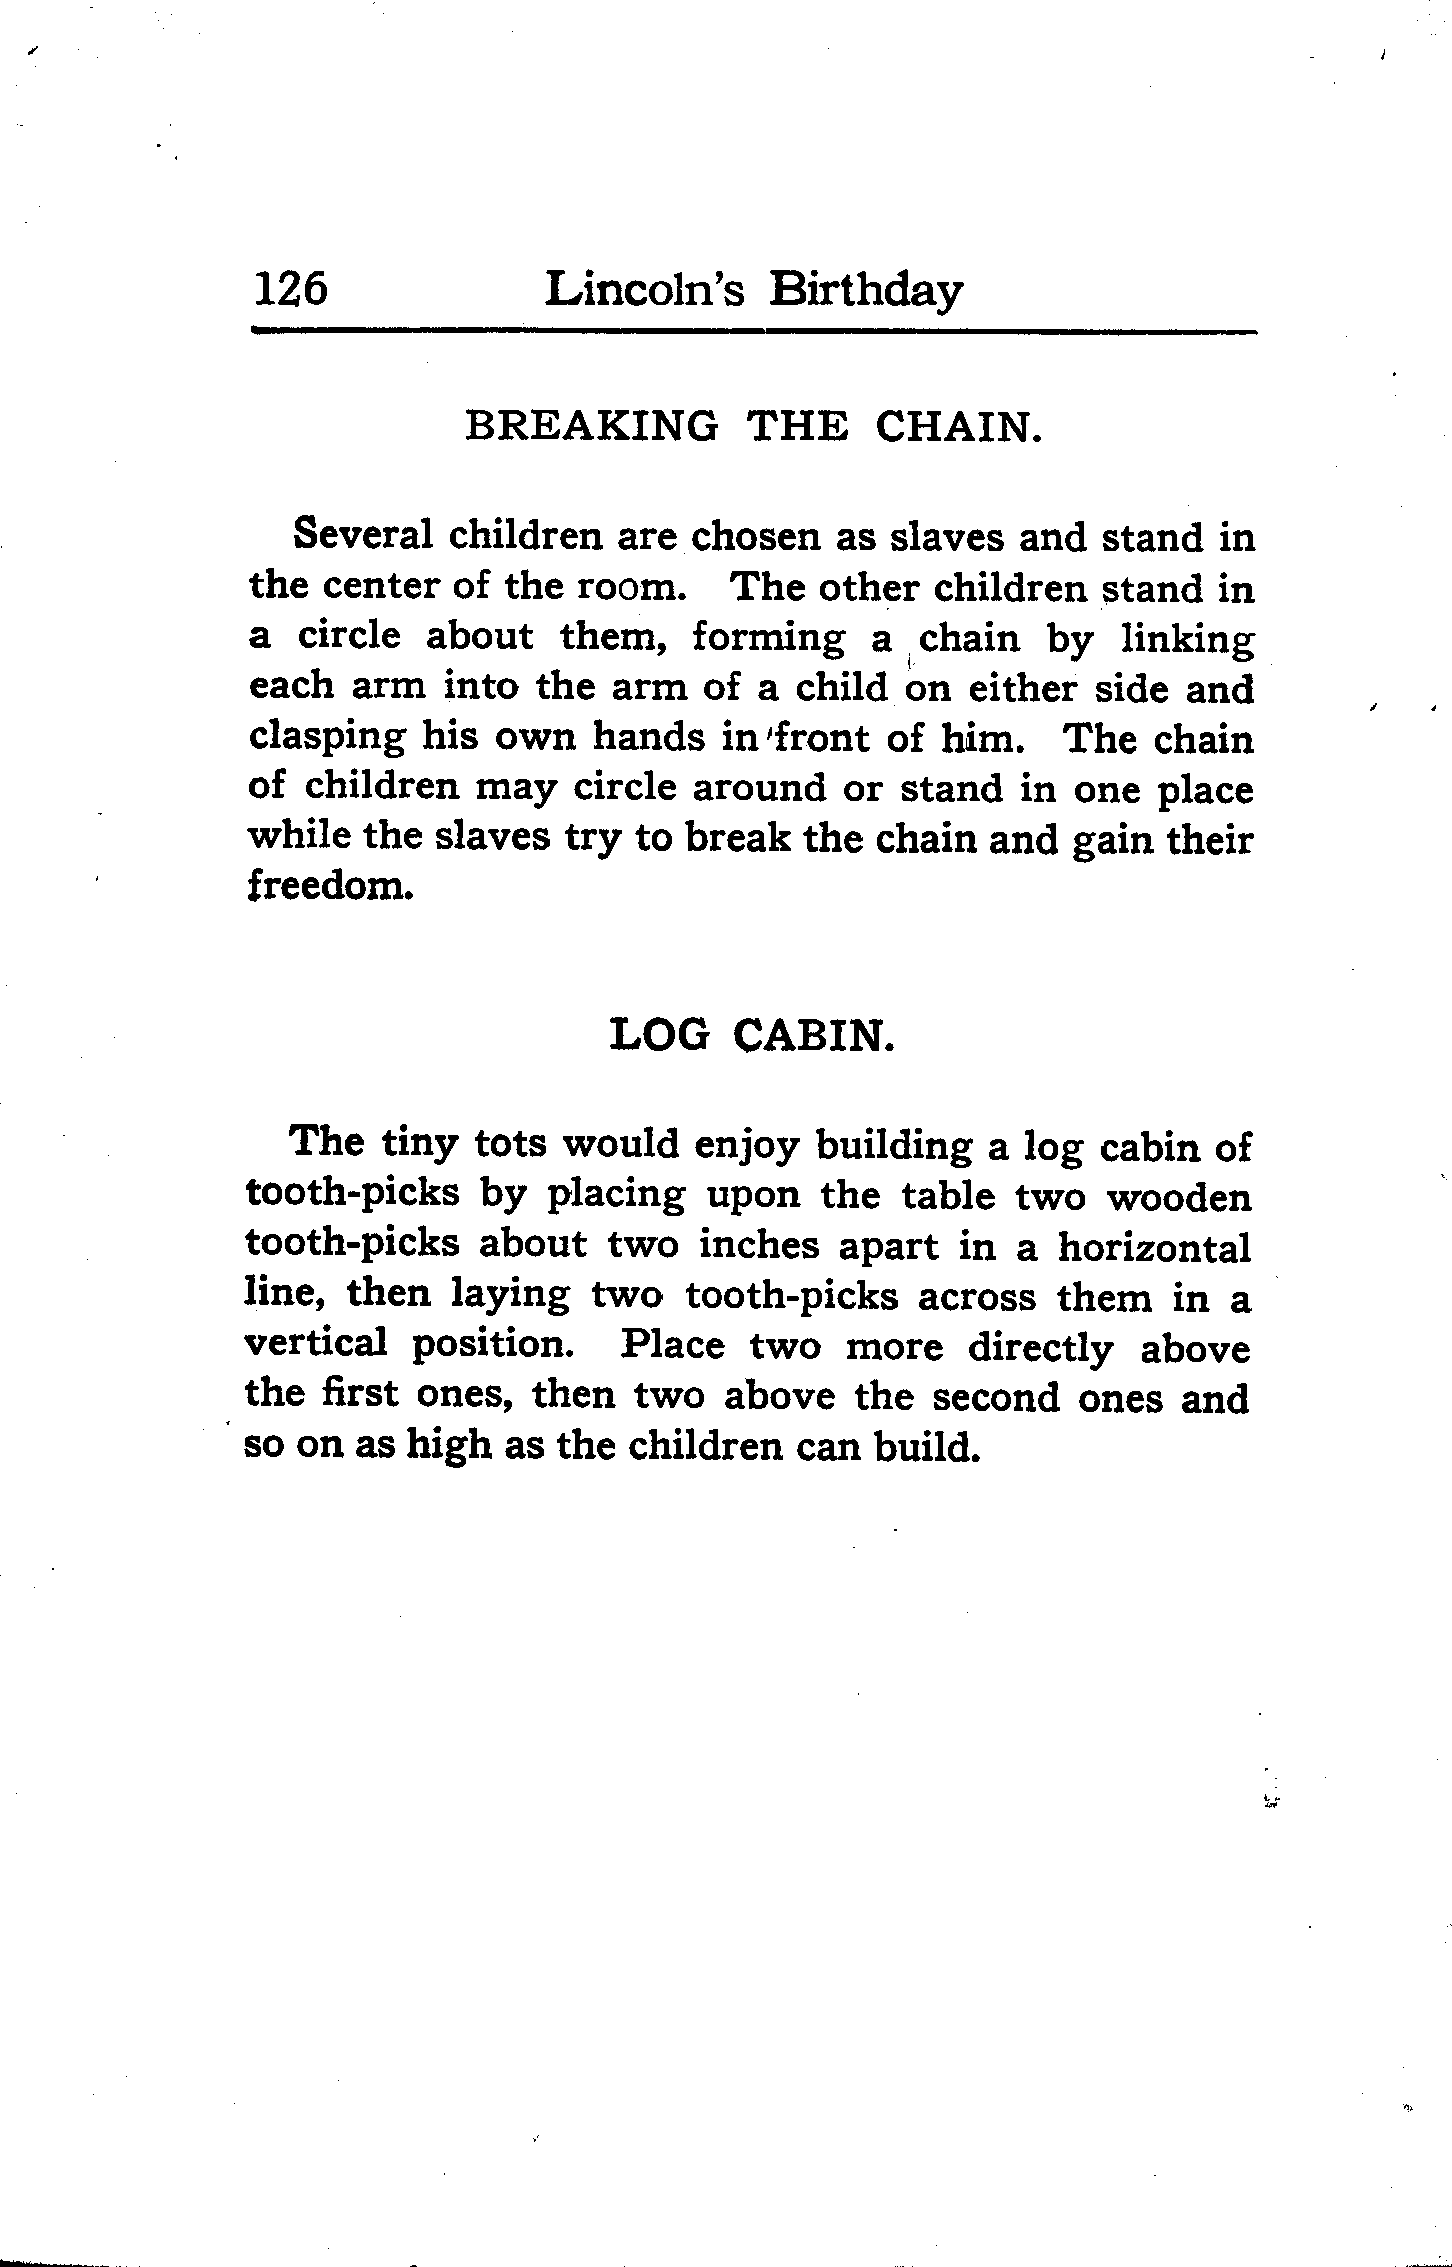 126 Lincoln's Birthday
BREAKING THE CHAIN.
Several children are chosen as slaves and stand in
the center of the room. The other children stand in
a circle about them, forming a chain by linking
each arm into the arm of a child on either side and
clasping his own hands in front of him. The chain
of children may circle around or stand in one place
while the slaves try to break the chain and gain their
freedom.
LOG CABIN.
The tiny tots would enjoy building a log cabin of
tooth-picks by placing upon the table two wooden
tooth-picks about two inches apart in a horizontal
line, then laying two tooth-picks across them in a
vertical position. Place two more directly above
the first ones, then two above the second ones and
so on as high as the children can build.